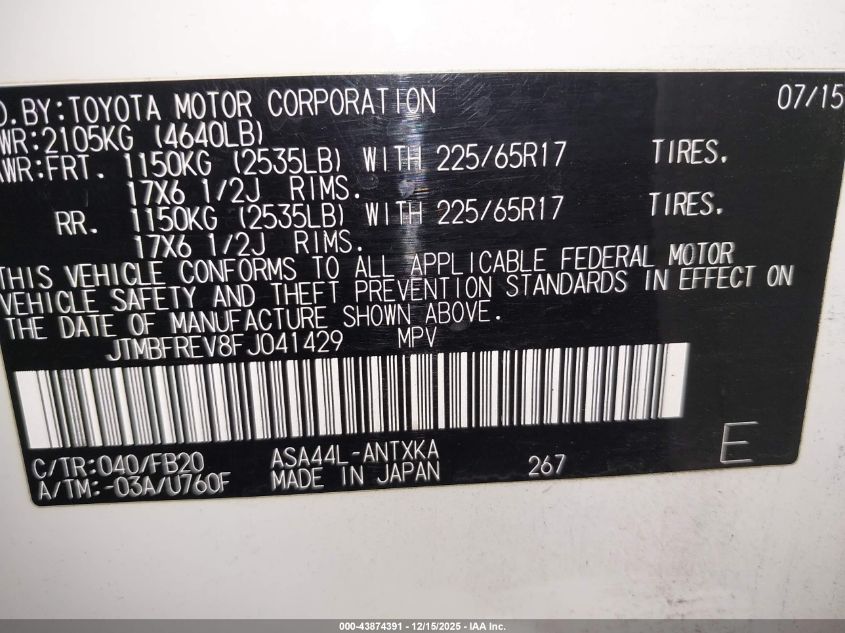 D. BY: TOYOTA MOTOR CORPORATION 07/15
WR: 2105KG (4640LB)
AWR: FRT. 1150KG (2535LB) WITH 225/65R17 TIRES.
17X6 1/2J RIMS.
RR. 1150KG (2535LB) WITH 225/65R17 TIRES.
17X6 1/2J RIMS.
THIS VEHICLE CONFORMS TO ALL APPLICABLE FEDERAL MOTOR
VEHICLE SAFETY AND THEFT PREVENTION STANDARDS IN EFFECT ON
THE DATE OF MANUFACTURE SHOWN ABOVE.
JTMBFREV8FJ041429 MPV
C/TR: 040/FB20 ASA44L-ANTXKA
A/TM: -03A/U760F MADE IN JAPAN 267 E
000-43874391 - 12/15/2025 - IAA Inc.